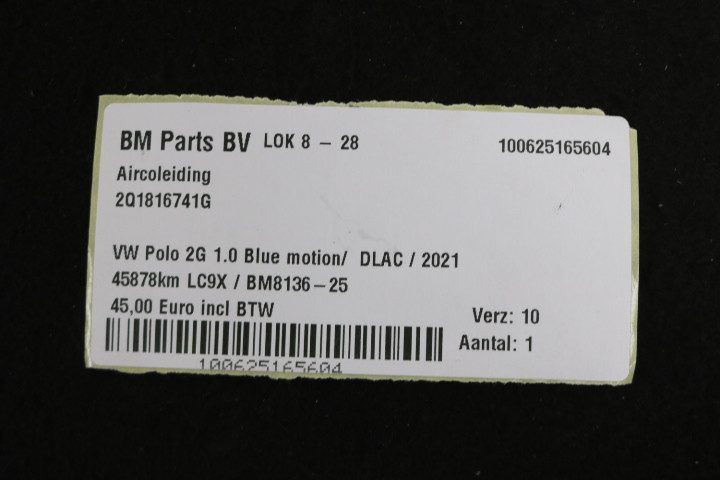 BM Parts BV LOK 8 - 28 100625165604
Aircoleiding
2Q1816741G
VW Polo 2G 1.0 Blue motion/ DLAC / 2021
45878km LC9X / BM8136-25
45,00 Euro incl BTW
Verz: 10
Aantal: 1
100625165604